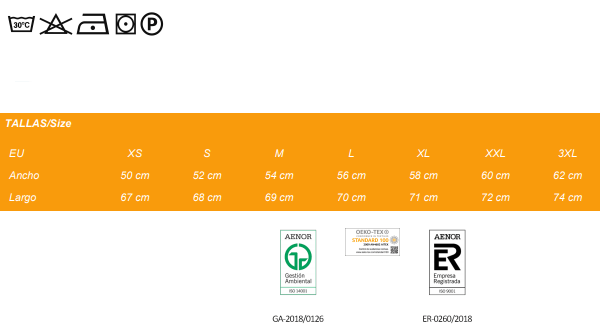 30°C P
TALLAS/Size
EU XS S M L XL XXL 3XL
Ancho 50 cm 52 cm 54 cm 56 cm 58 cm 60 cm 62 cm
Largo 67 cm 68 cm 69 cm 70 cm 71 cm 72 cm 74 cm
AENOR
Gestión
Ambiental
ISO 14001
OEKO-TEX®
STANDARD 100
AENOR
ER
Empresa
Registrada
ISO 9001
GA-2018/0126 ER-0260/2018